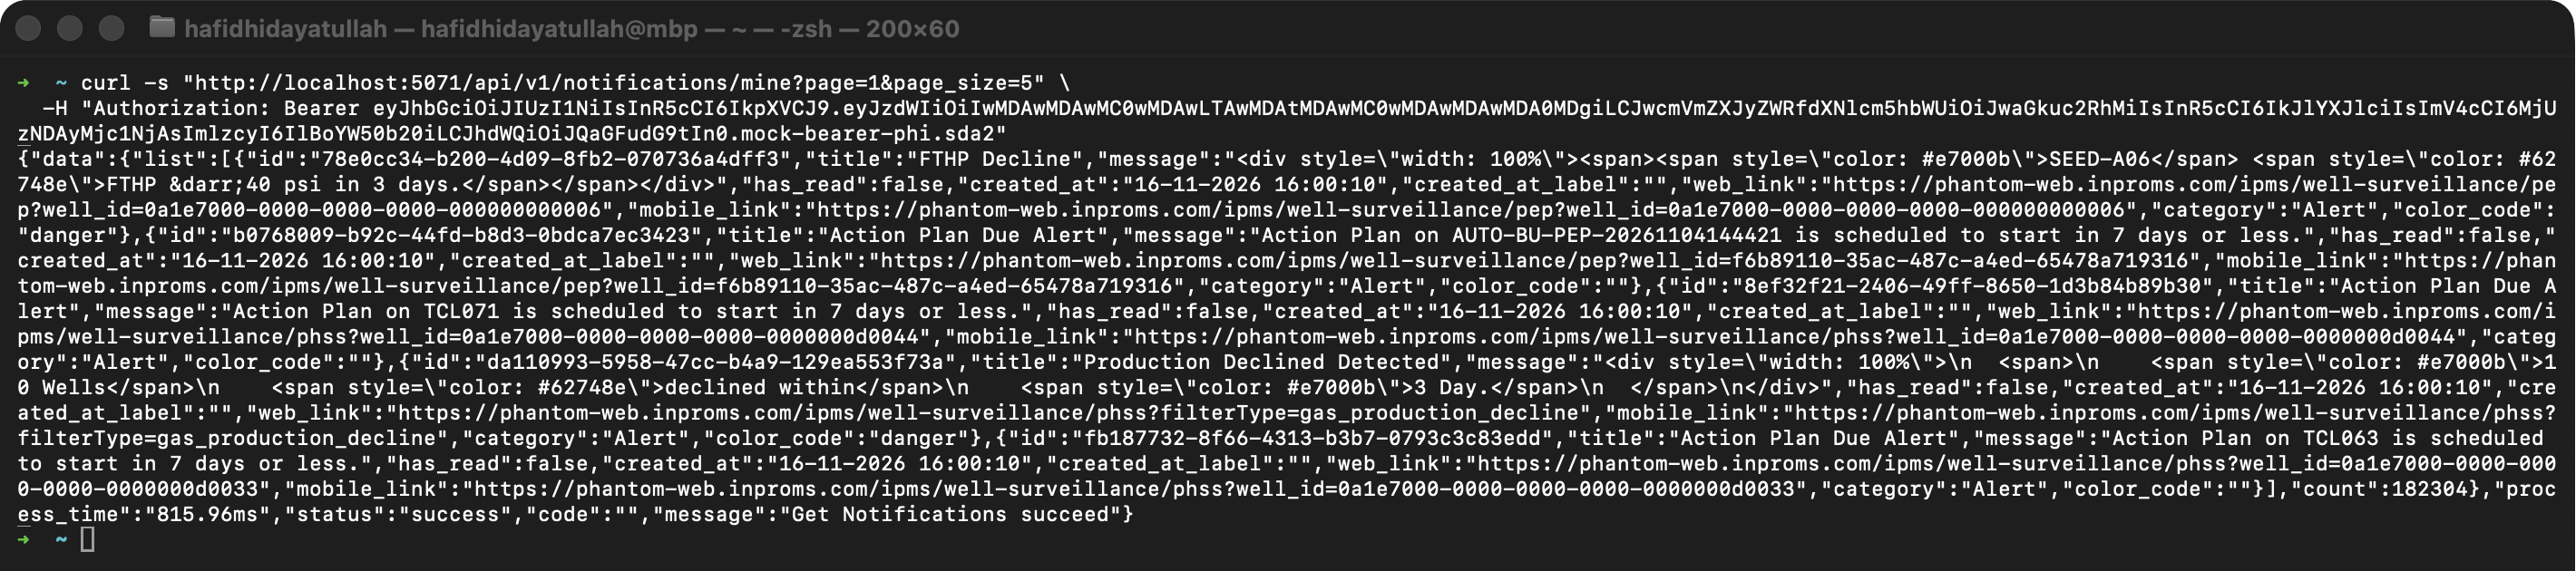 hafidhidayatullah — hafidhidayatullah@mbp — ~ — -zsh — 200×60
➜  ~ curl -s "http://localhost:5071/api/v1/notifications/mine?page=1&page_size=5" \
  -H "Authorization: Bearer eyJhbGciOiJIUzI1NiIsInR5cCI6IkpXVCJ9.eyJzdWIiOiIwMDAwMDAwMC0wMDAwLTAwMDAtMDAwMC0wMDAwMDAwMDA0MDgiLCJwcmVmZXJyZWRfdXNlcm5hbWUiOiJwaGkuc2RhMiIsInR5cCI6IkJlYXJlciIsImV4cCI6MjU
zNDAyMjc1NjAsImlzcyI6IlBoYW50b20iLCJhdWQiOiJQaGFudG9tIn0.mock-bearer-phi.sda2"
{"data":{"list":[{"id":"78e0cc34-b200-4d09-8fb2-070736a4dff3","title":"FTHP Decline","message":"<div style=\"width: 100%\"><span><span style=\"color: #e7000b\">SEED-A06</span> <span style=\"color: #62
748e\">FTHP &darr;40 psi in 3 days.</span></span></div>","has_read":false,"created_at":"16-11-2026 16:00:10","created_at_label":"","web_link":"https://phantom-web.inproms.com/ipms/well-surveillance/pe
p?well_id=0a1e7000-0000-0000-0000-000000000006","mobile_link":"https://phantom-web.inproms.com/ipms/well-surveillance/pep?well_id=0a1e7000-0000-0000-0000-000000000006","category":"Alert","color_code":
"danger"},{"id":"b0768009-b92c-44fd-b8d3-0bdca7ec3423","title":"Action Plan Due Alert","message":"Action Plan on AUTO-BU-PEP-20261104144421 is scheduled to start in 7 days or less.","has_read":false,"
created_at":"16-11-2026 16:00:10","created_at_label":"","web_link":"https://phantom-web.inproms.com/ipms/well-surveillance/pep?well_id=f6b89110-35ac-487c-a4ed-65478a719316","mobile_link":"https://phan
tom-web.inproms.com/ipms/well-surveillance/pep?well_id=f6b89110-35ac-487c-a4ed-65478a719316","category":"Alert","color_code":""},{"id":"8ef32f21-2406-49ff-8650-1d3b84b89b30","title":"Action Plan Due A
lert","message":"Action Plan on TCL071 is scheduled to start in 7 days or less.","has_read":false,"created_at":"16-11-2026 16:00:10","created_at_label":"","web_link":"https://phantom-web.inproms.com/i
pms/well-surveillance/phss?well_id=0a1e7000-0000-0000-0000-0000000d0044","mobile_link":"https://phantom-web.inproms.com/ipms/well-surveillance/phss?well_id=0a1e7000-0000-0000-0000-0000000d0044","categ
ory":"Alert","color_code":""},{"id":"da110993-5958-47cc-b4a9-129ea553f73a","title":"Production Declined Detected","message":"<div style=\"width: 100%\">\n  <span>\n    <span style=\"color: #e7000b\">1
0 Wells</span>\n    <span style=\"color: #62748e\">declined within</span>\n    <span style=\"color: #e7000b\">3 Day.</span>\n  </span>\n</div>","has_read":false,"created_at":"16-11-2026 16:00:10","cre
ated_at_label":"","web_link":"https://phantom-web.inproms.com/ipms/well-surveillance/phss?filterType=gas_production_decline","mobile_link":"https://phantom-web.inproms.com/ipms/well-surveillance/phss?
filterType=gas_production_decline","category":"Alert","color_code":"danger"},{"id":"fb187732-8f66-4313-b3b7-0793c3c83edd","title":"Action Plan Due Alert","message":"Action Plan on TCL063 is scheduled
to start in 7 days or less.","has_read":false,"created_at":"16-11-2026 16:00:10","created_at_label":"","web_link":"https://phantom-web.inproms.com/ipms/well-surveillance/phss?well_id=0a1e7000-0000-000
0-0000-0000000d0033","mobile_link":"https://phantom-web.inproms.com/ipms/well-surveillance/phss?well_id=0a1e7000-0000-0000-0000-0000000d0033","category":"Alert","color_code":""}],"count":182304},"proc
ess_time":"815.96ms","status":"success","code":"","message":"Get Notifications succeed"}
➜  ~